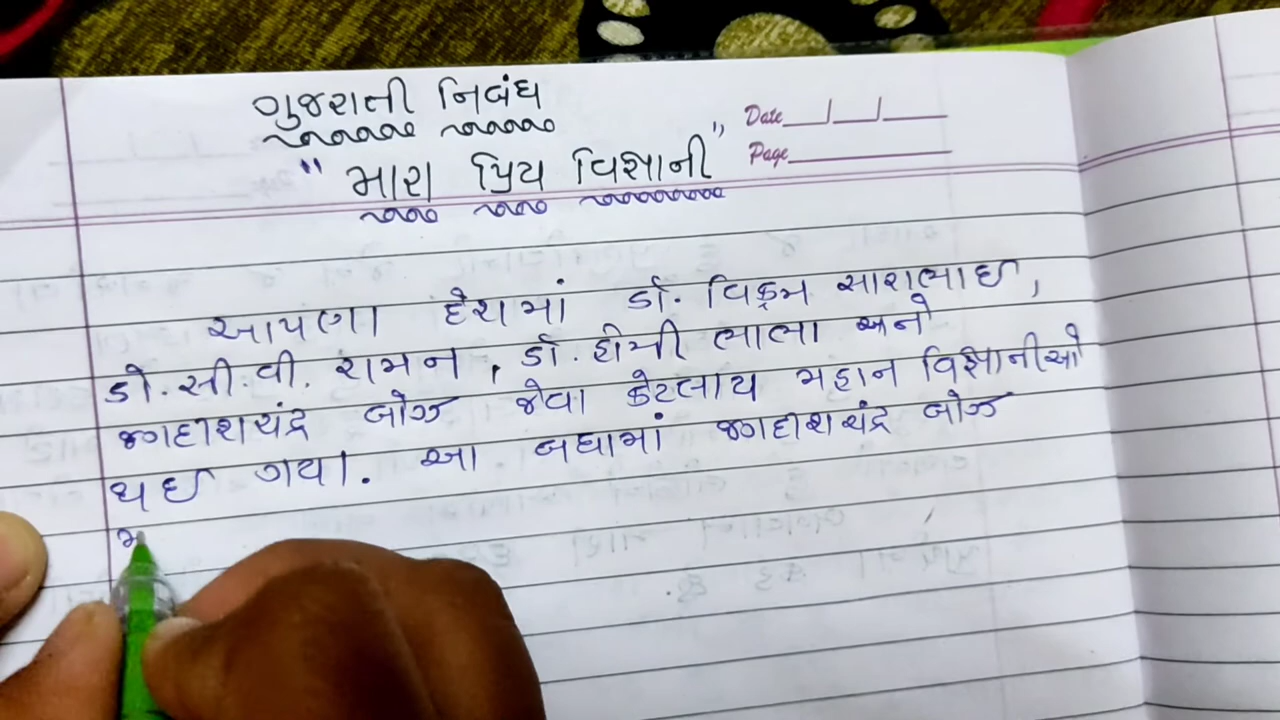 ગુજરાતી નિબંધ
"મારા પ્રિય વિજ્ઞાની"
Date
Page
આપણા દેશમાં ડૉ. વિક્રમ સારાભાઈ,
ડૉ. સી. વી. રામન, ડૉ. હોમી ભાભા અને
જગદીશચંદ્ર બોઝ જેવા કેટલાય મહાન વિજ્ઞાનીઓ
થઈ ગયા. આ બધામાં જગદીશચંદ્ર બોઝ
મ